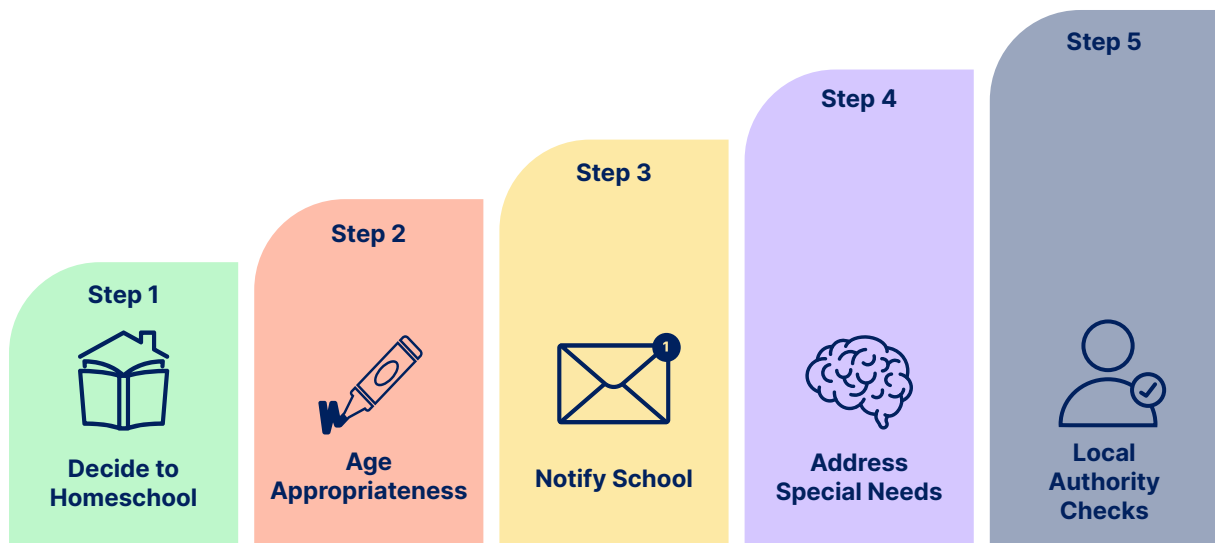 Step 1
Decide to
Homeschool
Step 2
Age
Appropriateness
Step 3
1
Notify School
Step 4
Address
Special Needs
Step 5
Local
Authority
Checks